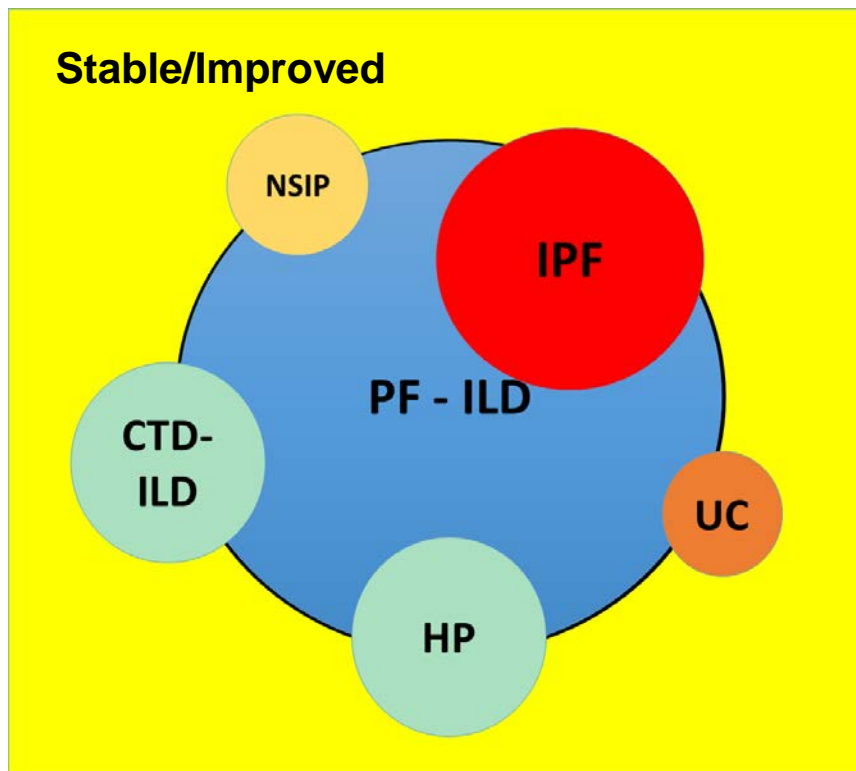 Stable/Improved
NSIP
IPF
PF - ILD
CTD-
ILD
UC
HP